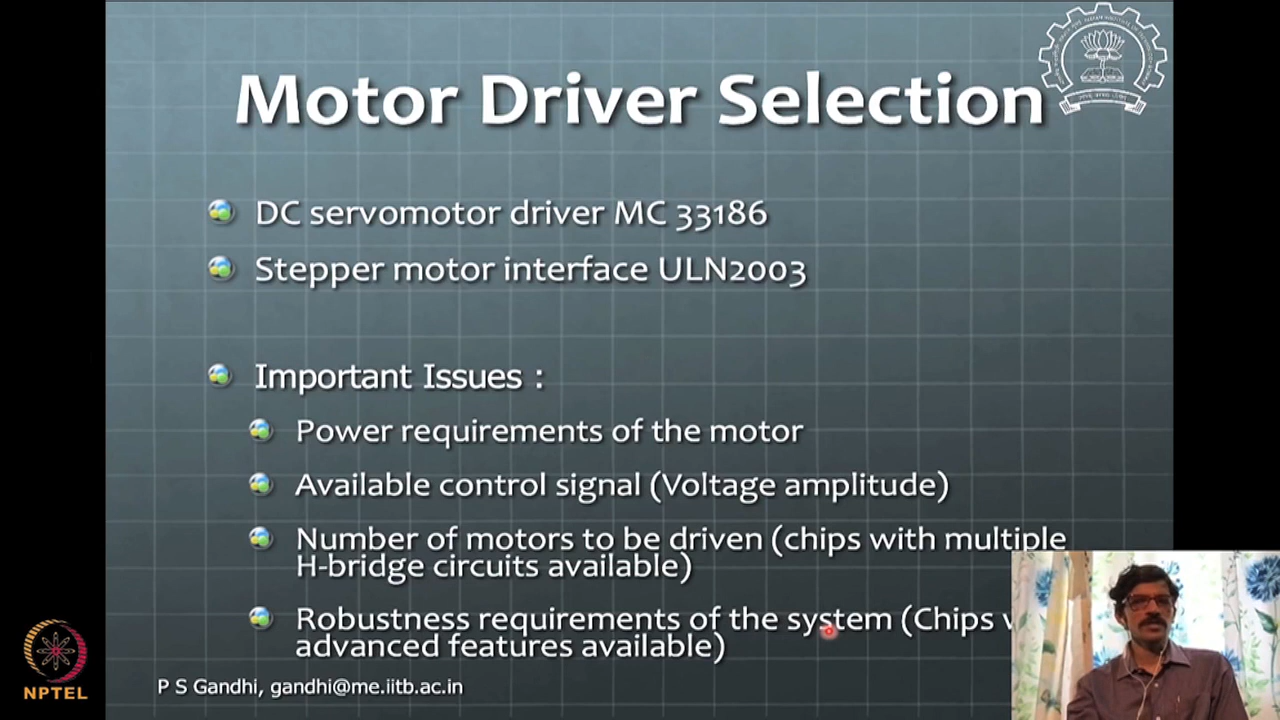 Motor Driver Selection
DC servomotor driver MC 33186
Stepper motor interface ULN2003
Important Issues :
Power requirements of the motor
Available control signal (Voltage amplitude)
Number of motors to be driven (chips with multiple
H-bridge circuits available)
Robustness requirements of the system (Chips
advanced features available)
P S Gandhi, gandhi@me.iitb.ac.in
NPTEL